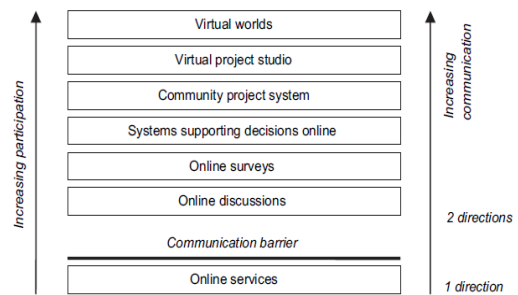 Virtual worlds
Virtual project studio
Community project system
Systems supporting decisions online
Online surveys
Online discussions
Communication barrier
Online services
Increasing participation
Increasing
communication
2 directions
1 direction